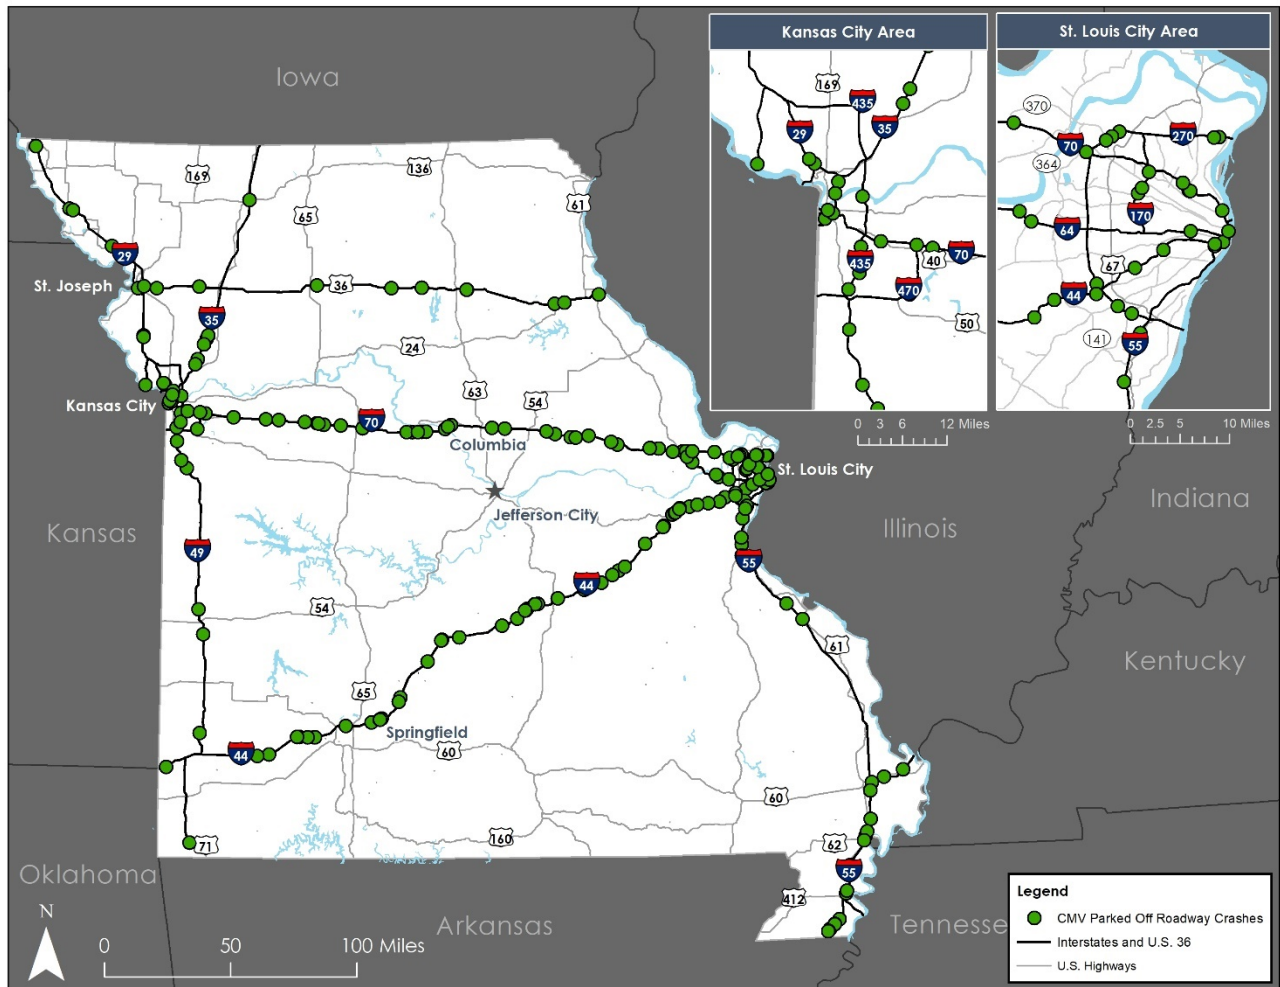 Kansas City Area
St. Louis City Area
Iowa
169
435
29
35
435
70
40
470
50
0 3 6 12 Miles
370
270
70
364
170
64
67
44
141
55
0 2.5 5 10 Miles
169
136
65
61
29
St. Joseph
36
35
24
63
54
Kansas City
70
Columbia
St. Louis City
Jefferson City
Kansas
Illinois
Indiana
49
55
44
54
61
Kentucky
65
Springfield
44
60
60
71
160
62
55
412
Oklahoma
Arkansas
Tennesse
N
0 50 100 Miles
Legend
CMV Parked Off Roadway Crashes
Interstates and U.S. 36
U.S. Highways